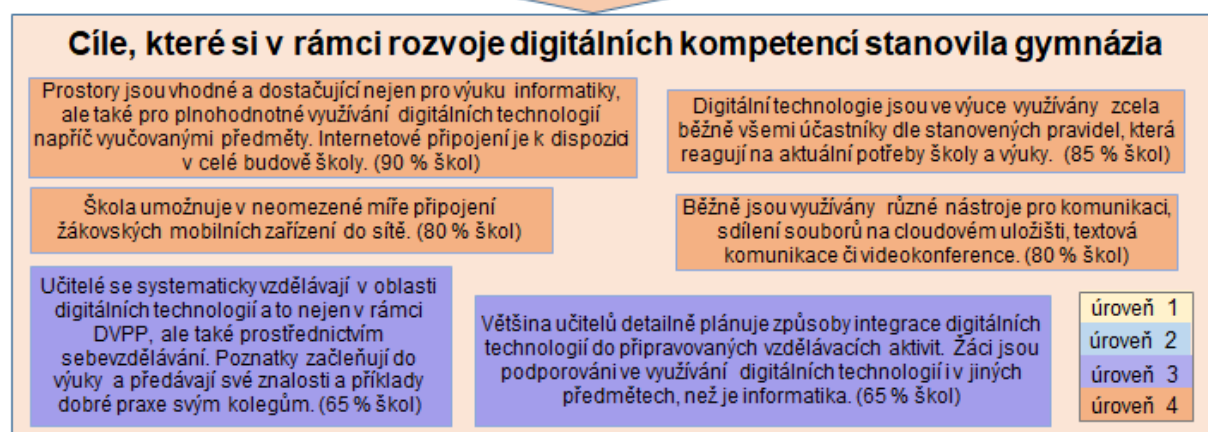 Cíle, které si v rámci rozvoje digitálních kompetencí stanovila gymnázia
Prostory jsou vhodné a dostačující nejen pro výuku informatiky,
ale také pro plnohodnotné využívání digitálních technologií
napříč vyučovanými předměty. Internetové připojení je k dispozici
v celé budově školy. (90 % škol)
Digitální technologie jsou ve výuce využívány zcela
běžně všemi účastníky dle stanovených pravidel, která
reagují na aktuální potřeby školy a výuky. (85 % škol)
Škola umožnuje v neomezené míře připojení
žákovských mobilních zařízení do sítě. (80 % škol)
Běžně jsou využívány různé nástroje pro komunikaci,
sdílení souborů na cloudovém uložišti, textová
komunikace či videokonference. (80 % škol)
Učitelé se systematicky vzdělávají v oblasti
digitálních technologií a to nejen v rámci
DVPP, ale také prostřednictvím
sebevzdělávání. Poznatky začleňují do
výuky a předávají své znalosti a příklady
dobré praxe svým kolegům. (65 % škol)
Většina učitelů detailně plánuje způsoby integrace digitálních
technologií do připravovaných vzdělávacích aktivit. Žáci jsou
podporováni ve využívání digitálních technologií i v jiných
předmětech, než je informatika. (65 % škol)
úroveň 1
úroveň 2
úroveň 3
úroveň 4